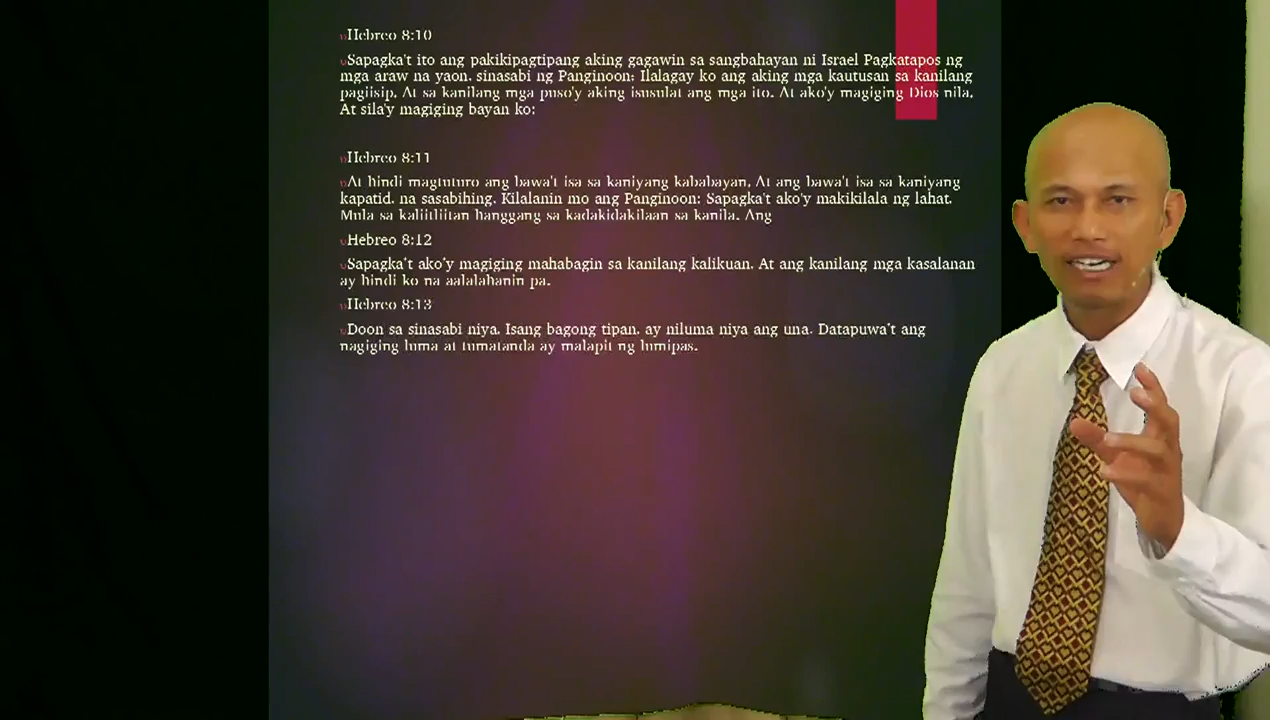 Hebreo 8:10
Sapagka't ito ang pakikipagtipang aking gagawin sa sangbahayan ni Israel Pagkatapos ng
mga araw na yaon, sinasabi ng Panginoon; Ilalagay ko ang aking mga kautusan sa kanilang
pagiisip, At sa kanilang mga puso'y aking isusulat ang mga ito, At ako'y magiging Dios nila,
At sila'y magiging bayan ko:
Hebreo 8:11
At hindi magtuturo ang bawa't isa sa kaniyang kababayan, At ang bawa't isa sa kaniyang
kapatid, na sasabihing, Kilalanin mo ang Panginoon: Sapagka't ako'y makikilala ng lahat,
Mula sa kaliitliitan hanggang sa kadakidakilaan sa kanila. Ang
Hebreo 8:12
Sapagka't ako'y magiging mahabagin sa kanilang kalikuan, At ang kanilang mga kasalanan
ay hindi ko na aalalahanin pa.
Hebreo 8:13
Doon sa sinasabi niya, Isang bagong tipan, ay niluma niya ang una. Datapuwa't ang
nagiging luma at tumatanda ay malapit ng lumipas.